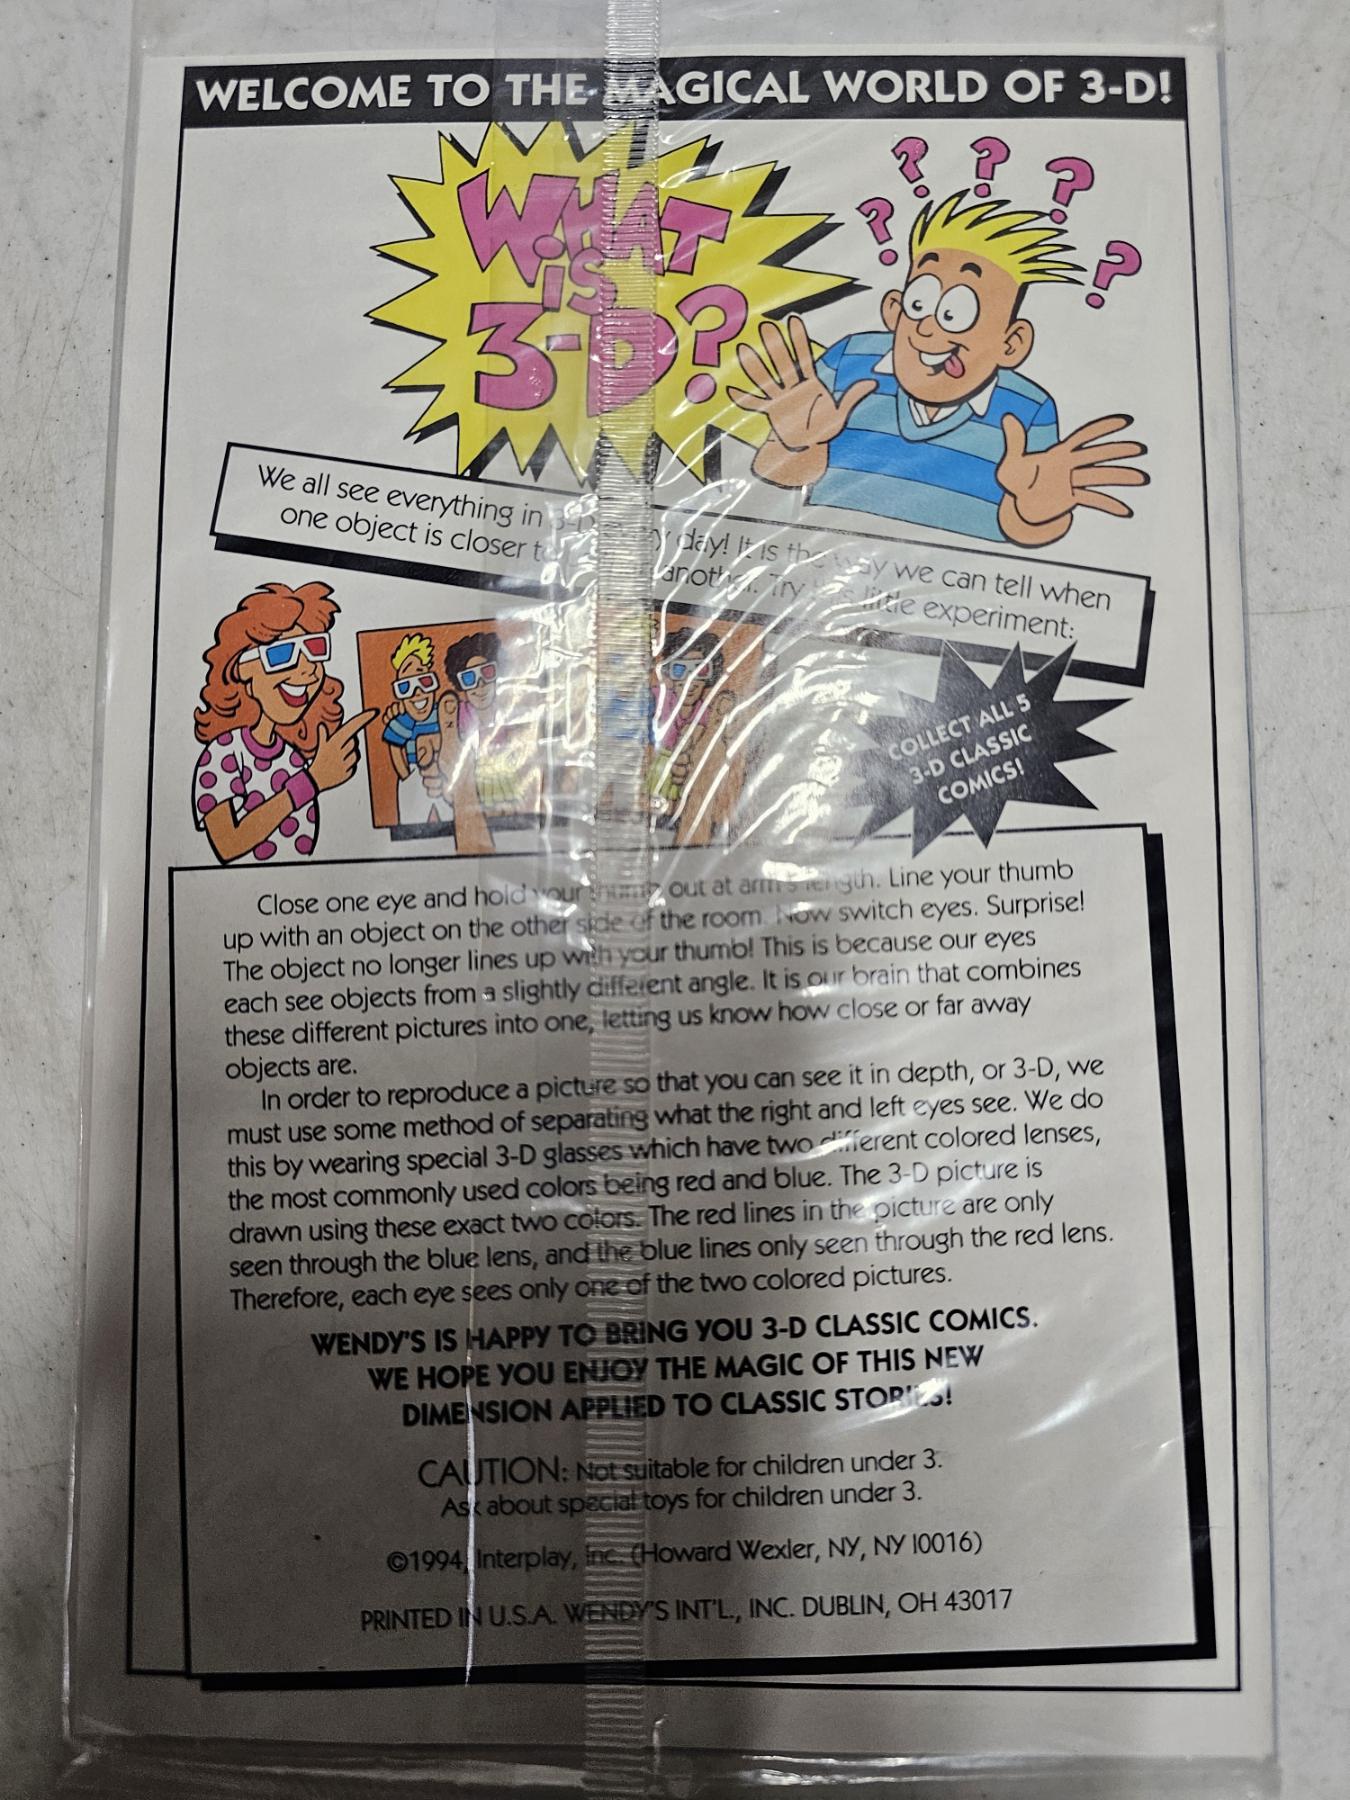 WELCOME TO THE MAGICAL WORLD OF 3-D!
? ? ? ? ?
WHAT
IS
3-D?
We all see everything in 3-D every day! It is the way we can tell when
one object is closer to another. Try this little experiment:
COLLECT ALL 5
3-D CLASSIC
COMICS!
Close one eye and hold your thumb out at arm's length. Line your thumb
up with an object on the other side of the room. Now switch eyes. Surprise!
The object no longer lines up with your thumb! This is because our eyes
each see objects from a slightly different angle. It is our brain that combines
these different pictures into one, letting us know how close or far away
objects are.
In order to reproduce a picture so that you can see it in depth, or 3-D, we
must use some method of separating what the right and left eyes see. We do
this by wearing special 3-D glasses which have two different colored lenses,
the most commonly used colors being red and blue. The 3-D picture is
drawn using these exact two colors. The red lines in the picture are only
seen through the blue lens, and the blue lines only seen through the red lens.
Therefore, each eye sees only one of the two colored pictures.
WENDY'S IS HAPPY TO BRING YOU 3-D CLASSIC COMICS.
WE HOPE YOU ENJOY THE MAGIC OF THIS NEW
DIMENSION APPLIED TO CLASSIC STORIES!
CAUTION: Not suitable for children under 3.
Ask about special toys for children under 3.
©1994, Interplay, Inc. (Howard Wexler, NY, NY 10016)
PRINTED IN U.S.A. WENDY'S INT'L., INC. DUBLIN, OH 43017